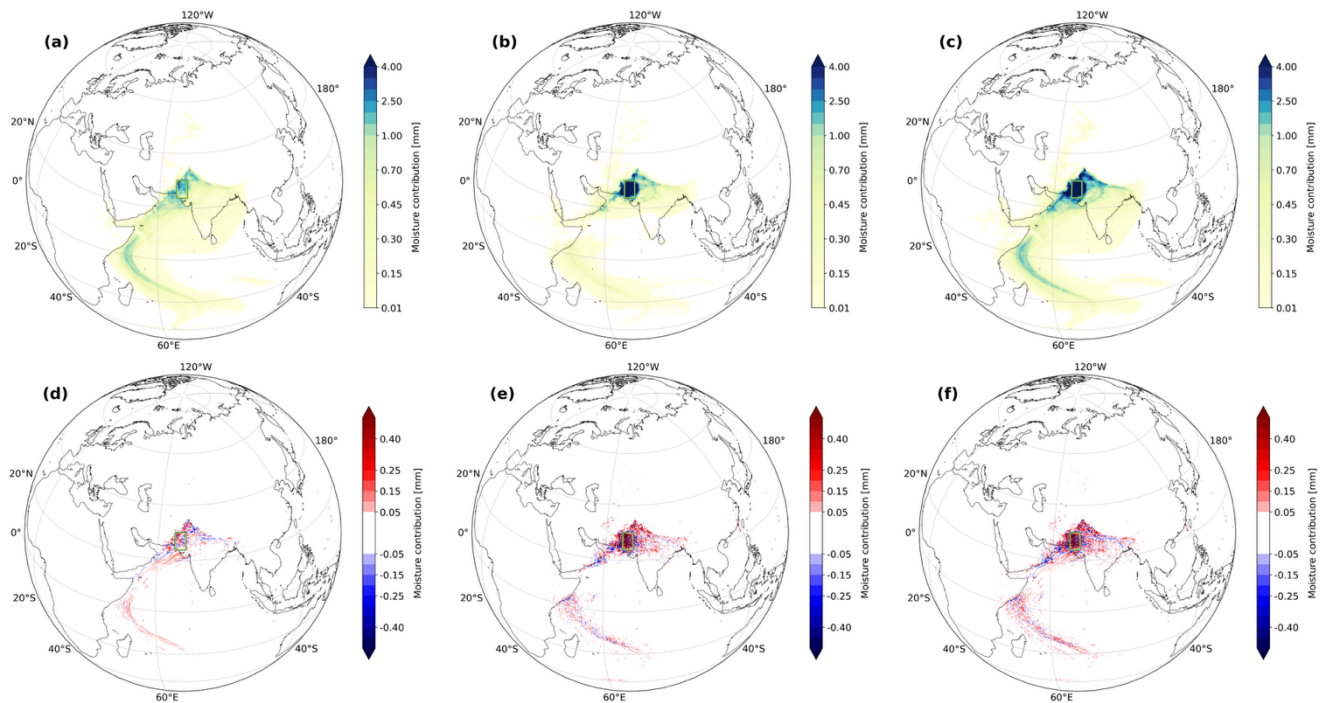 (a)
120°W
180°
20°N
0°
20°S
40°S
40°S
60°E
4.00
2.50
1.00
0.70
0.45
0.30
0.15
0.01
Moisture contribution [mm]
(b)
120°W
180°
20°N
0°
20°S
40°S
40°S
60°E
4.00
2.50
1.00
0.70
0.45
0.30
0.15
0.01
Moisture contribution [mm]
(c)
120°W
180°
20°N
0°
20°S
40°S
40°S
60°E
4.00
2.50
1.00
0.70
0.45
0.30
0.15
0.01
Moisture contribution [mm]
(d)
120°W
180°
20°N
0°
20°S
40°S
40°S
60°E
0.40
0.25
0.15
0.05
-0.05
-0.15
-0.25
-0.40
Moisture contribution [mm]
(e)
120°W
180°
20°N
0°
20°S
40°S
40°S
60°E
0.40
0.25
0.15
0.05
-0.05
-0.15
-0.25
-0.40
Moisture contribution [mm]
(f)
120°W
180°
20°N
0°
20°S
40°S
40°S
60°E
0.40
0.25
0.15
0.05
-0.05
-0.15
-0.25
-0.40
Moisture contribution [mm]